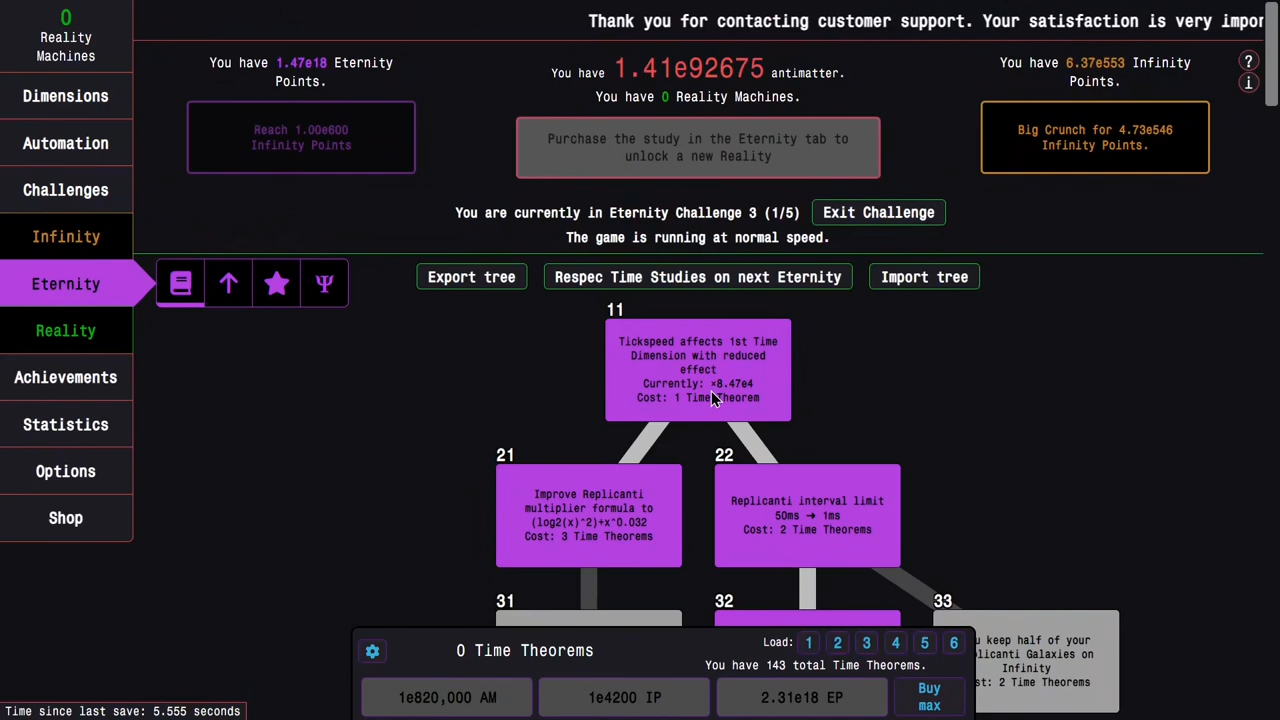 0
Reality
Machines
Thank you for contacting customer support. Your satisfaction is very impor
You have 1.47e18 Eternity
Points.
Reach 1.00e600
Infinity Points
You have 1.41e92675 antimatter.
You have 0 Reality Machines.
Purchase the study in the Eternity tab to
unlock a new Reality
You have 6.37e553 Infinity
Points.
Big Crunch for 4.73e546
Infinity Points.
?
i
You are currently in Eternity Challenge 3 (1/5)
Exit Challenge
The game is running at normal speed.
Dimensions
Automation
Challenges
Infinity
Eternity
Reality
Achievements
Statistics
Options
Shop
Ψ
Export tree
Respec Time Studies on next Eternity
Import tree
11
Tickspeed affects 1st Time
Dimension with reduced
effect
Currently: ×8.47e4
Cost: 1 Time Theorem
21
Improve Replicanti
multiplier formula to
(log2(x)^2)+x^0.032
Cost: 3 Time Theorems
22
Replicanti interval limit
50ms → 1ms
Cost: 2 Time Theorems
31
32
33
keep half of your
Galaxies on
Infinity
2 Time Theorems
0 Time Theorems
Load: 1 2 3 4 5 6
You have 143 total Time Theorems.
1e820,000 AM
1e4200 IP
2.31e18 EP
Buy
max
Time since last save: 5.555 seconds